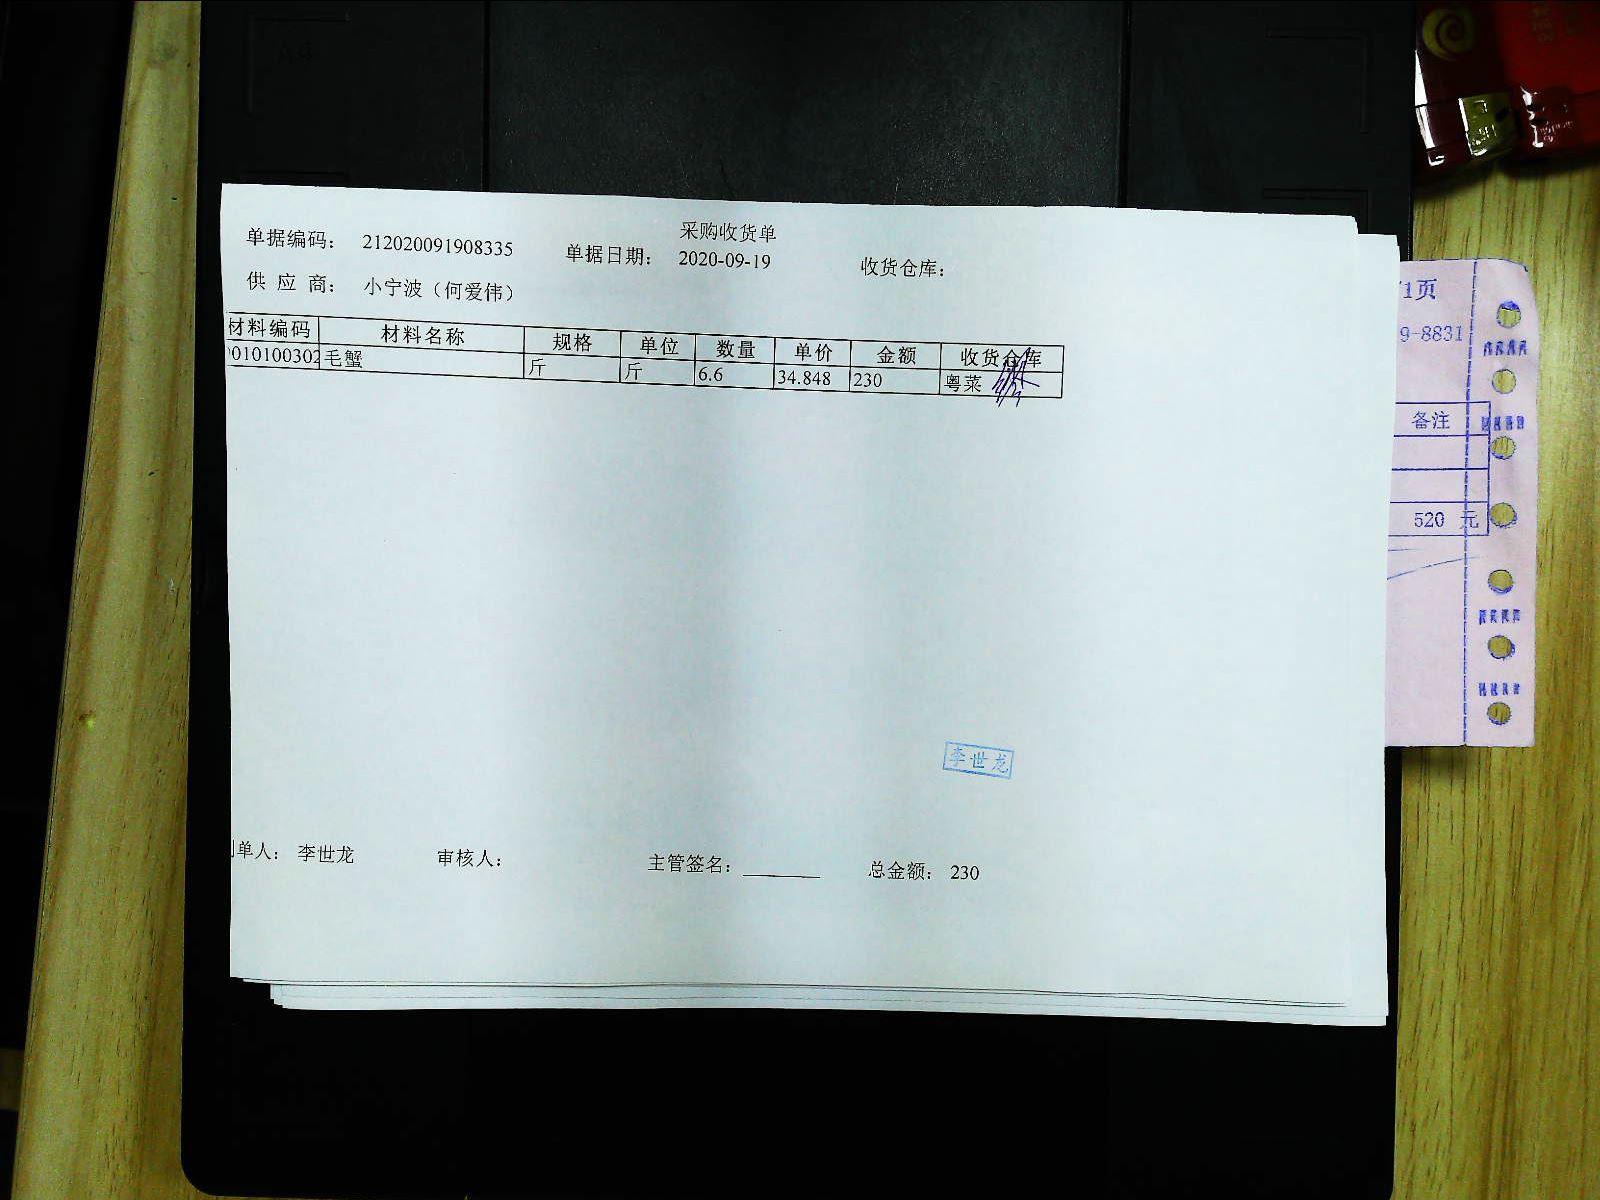 采购收货单
单据编码： 212020091908335 单据日期： 2020-09-19 收货仓库：
供 应 商： 小宁波（何爱伟）
材料编码 材料名称 规格 单位 数量 单价 金额 收货仓库
010100302 毛蟹 斤 斤 6.6 34.848 230 粤菜
李世龙
单人： 李世龙 审核人： 主管签名： 总金额： 230
1页
9-8831
备注
520 元